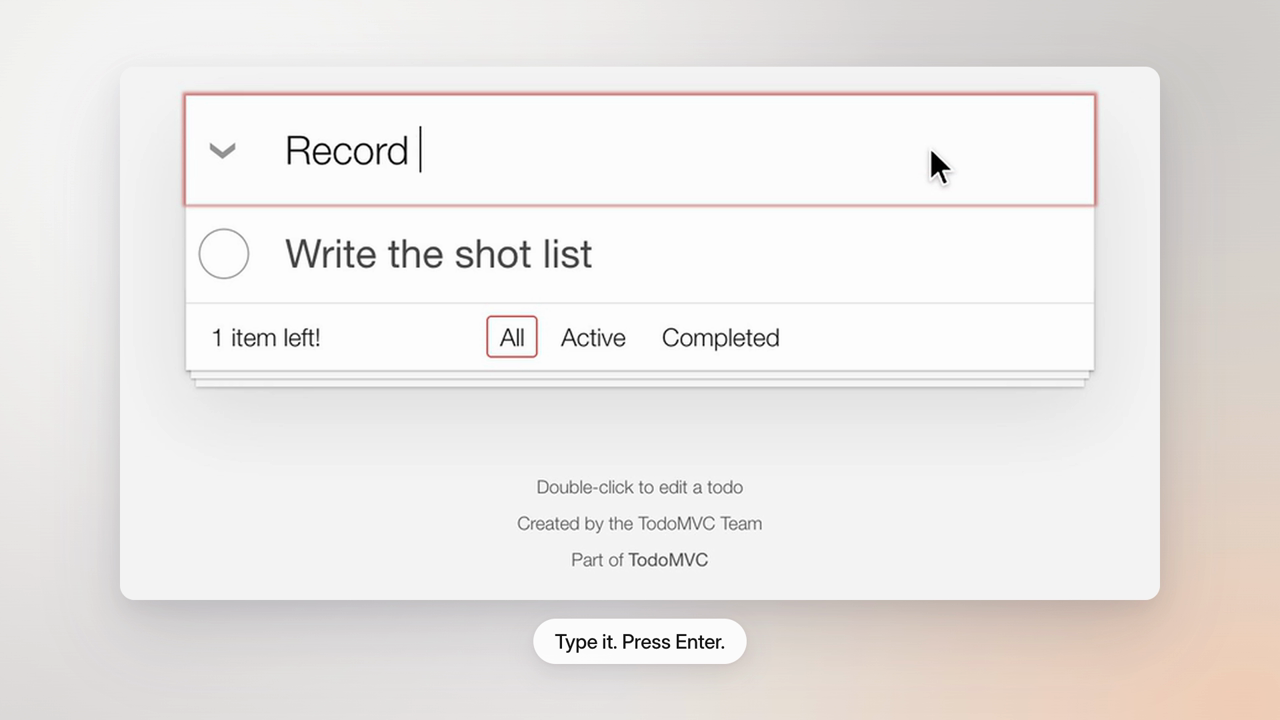 Record
Write the shot list
1 item left! All Active Completed
Double-click to edit a todo
Created by the TodoMVC Team
Part of TodoMVC
Type it. Press Enter.